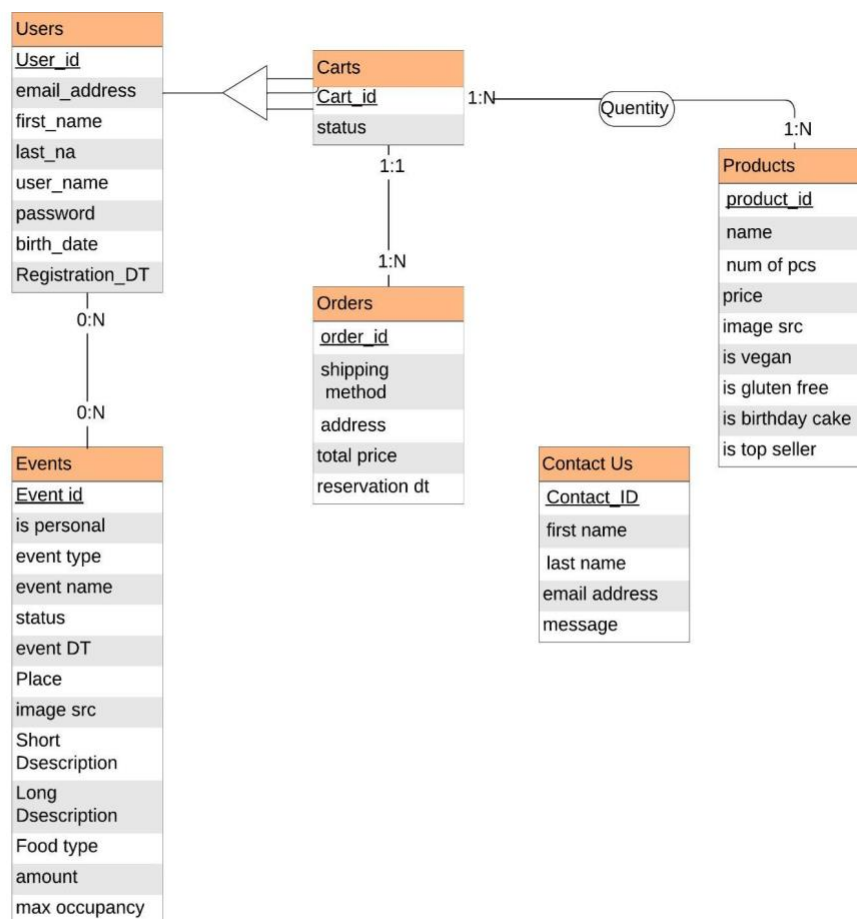 Users
User_id
email_address
first_name
last_na
user_name
password
birth_date
Registration_DT
0:N
0:N
Events
Event id
is personal
event type
event name
status
event DT
Place
image src
Short
Dsescription
Long
Dsescription
Food type
amount
max occupancy
Carts
Cart_id
status
1:1
1:N
Orders
order_id
shipping
method
address
total price
reservation dt
1:N
Quentity
1:N
Products
product_id
name
num of pcs
price
image src
is vegan
is gluten free
is birthday cake
is top seller
Contact Us
Contact_ID
first name
last name
email address
message